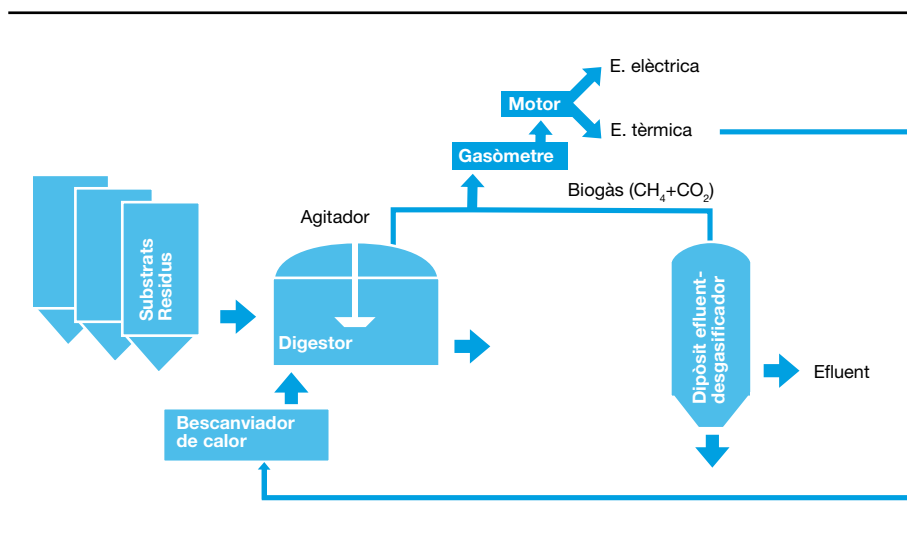 E. elèctrica
Motor
E. tèrmica
Gasòmetre
Biogàs (CH₄+CO₂)
Agitador
Substrats
Residus
Digestor
Dipòsit efluent-
desgasificador
Efluent
Bescanviador
de calor